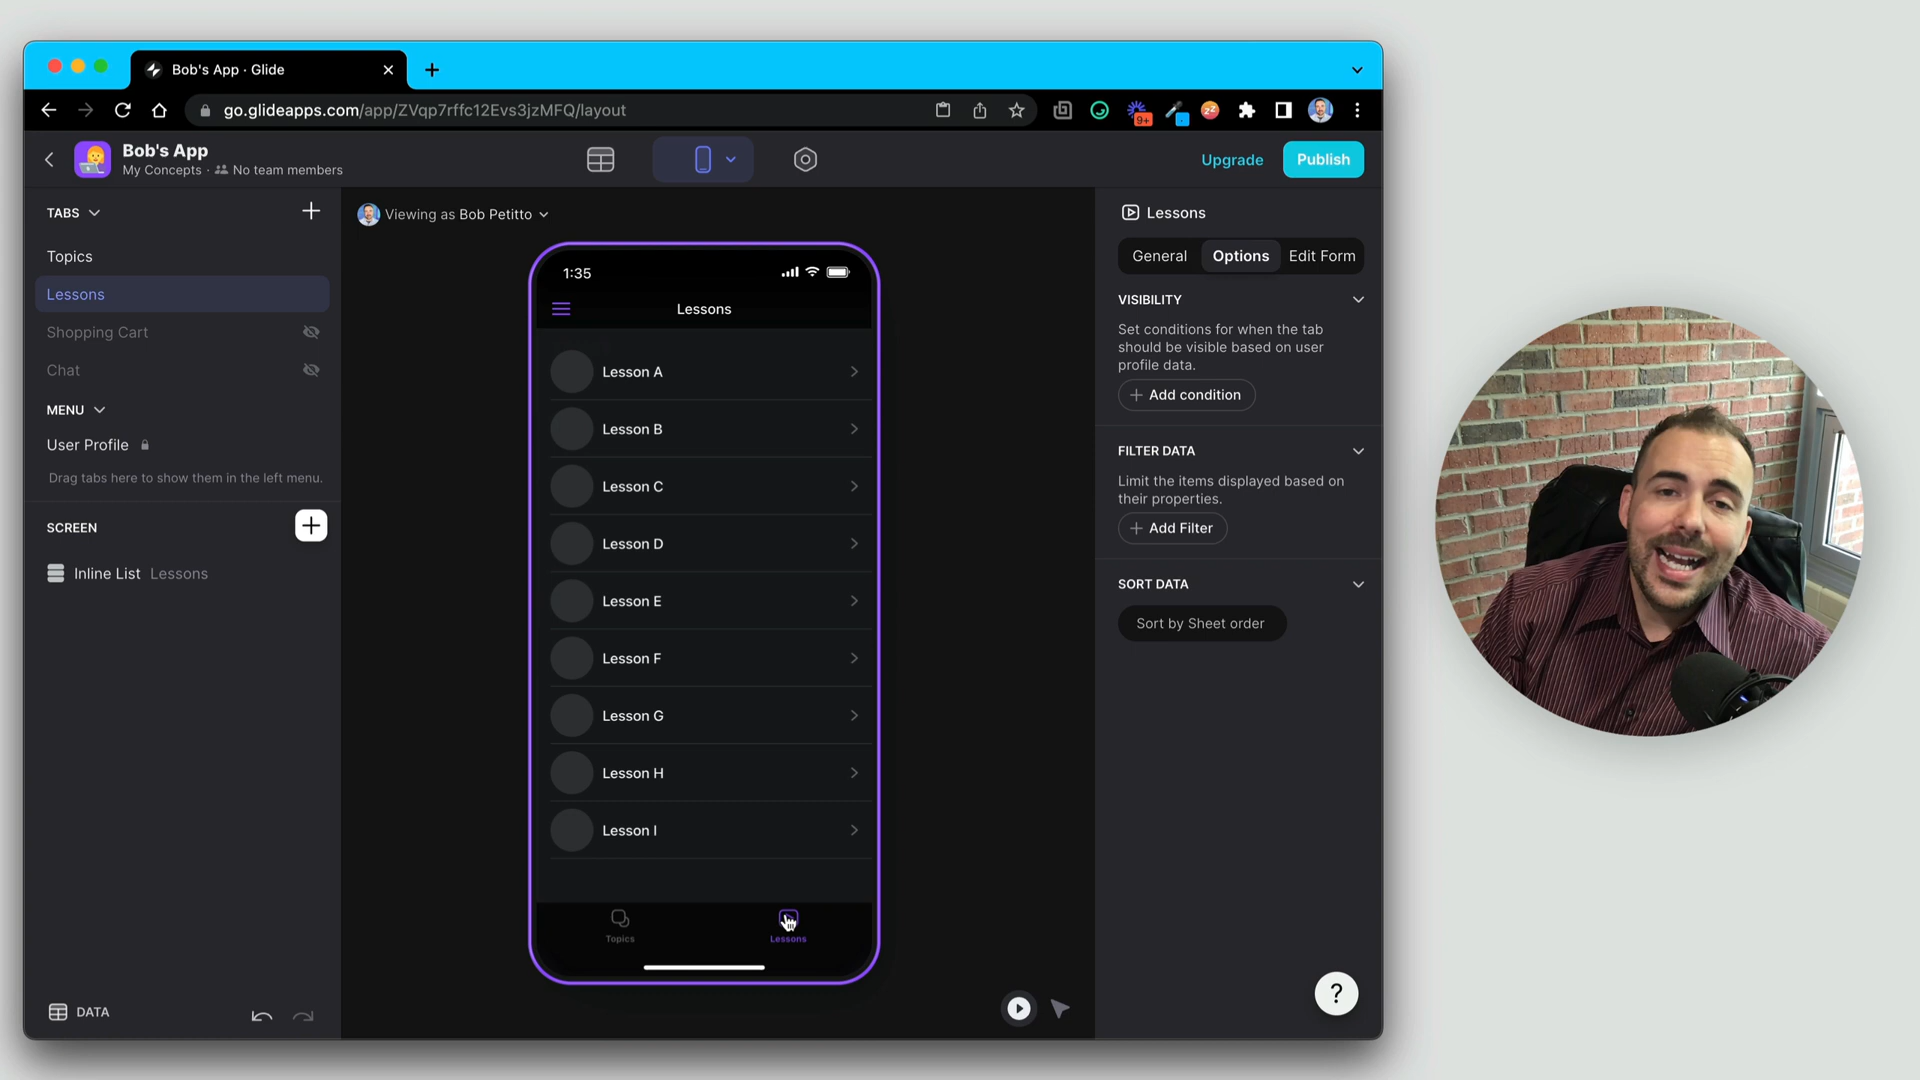 Bob's App · Glide
go.glideapps.com/app/ZVqp7rffc12Evs3jzMFQ/layout
9+
zZ
Bob's App
My Concepts · No team members
Upgrade
Publish
TABS
Topics
Lessons
Shopping Cart
Chat
MENU
User Profile
Drag tabs here to show them in the left menu.
SCREEN
Inline List Lessons
DATA
Viewing as Bob Petitto
1:35
Lessons
Lesson A
Lesson B
Lesson C
Lesson D
Lesson E
Lesson F
Lesson G
Lesson H
Lesson I
Topics
Lessons
Lessons
General
Options
Edit Form
VISIBILITY
Set conditions for when the tab
should be visible based on user
profile data.
+ Add condition
FILTER DATA
Limit the items displayed based on
their properties.
+ Add Filter
SORT DATA
Sort by Sheet order
?